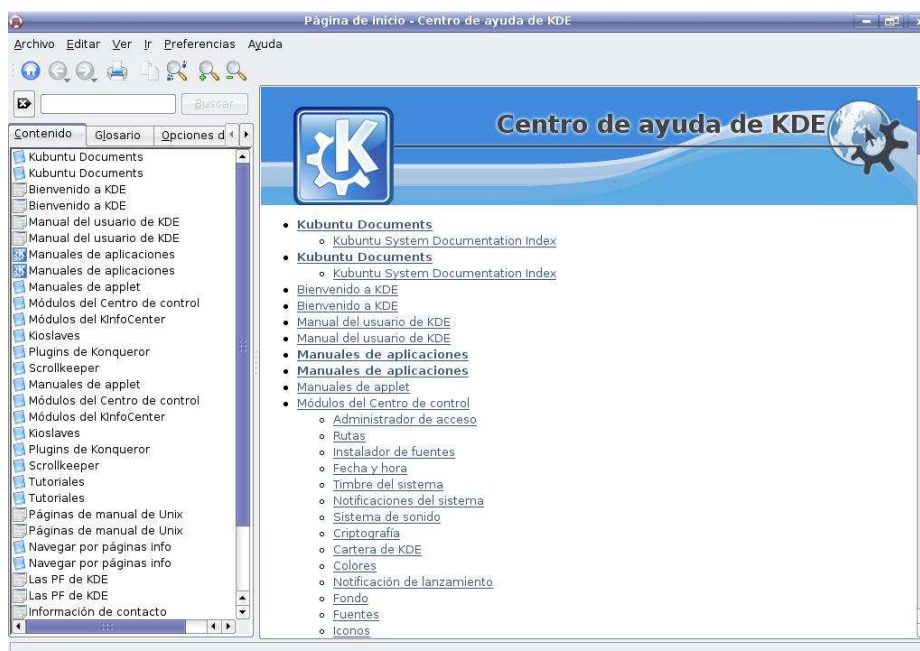 Página de inicio - Centro de ayuda de KDE
Archivo Editar Ver Ir Preferencias Ayuda
Buscar
Contenido Glosario Opciones d
Kubuntu Documents
Kubuntu Documents
Bienvenido a KDE
Bienvenido a KDE
Manual del usuario de KDE
Manual del usuario de KDE
Manuales de aplicaciones
Manuales de aplicaciones
Manuales de applet
Módulos del Centro de control
Módulos del KInfoCenter
Kioslaves
Plugins de Konqueror
Scrollkeeper
Manuales de applet
Módulos del Centro de control
Módulos del KInfoCenter
Kioslaves
Plugins de Konqueror
Scrollkeeper
Tutoriales
Tutoriales
Páginas de manual de Unix
Páginas de manual de Unix
Navegar por páginas info
Navegar por páginas info
Las PF de KDE
Las PF de KDE
Información de contacto
K
Centro de ayuda de KDE
Kubuntu Documents
Kubuntu System Documentation Index
Kubuntu Documents
Kubuntu System Documentation Index
Bienvenido a KDE
Bienvenido a KDE
Manual del usuario de KDE
Manual del usuario de KDE
Manuales de aplicaciones
Manuales de aplicaciones
Manuales de applet
Módulos del Centro de control
Administrador de acceso
Rutas
Instalador de fuentes
Fecha y hora
Timbre del sistema
Notificaciones del sistema
Sistema de sonido
Criptografía
Cartera de KDE
Colores
Notificación de lanzamiento
Fondo
Fuentes
Iconos